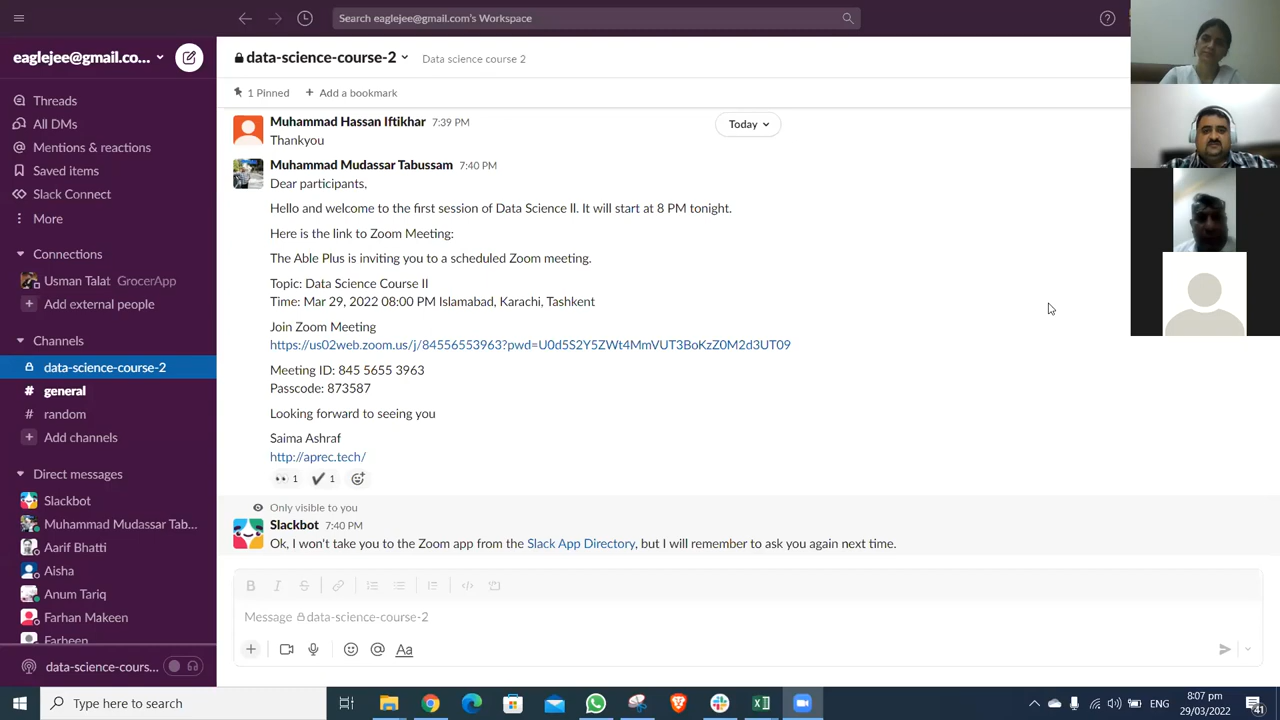 Search eaglejee@gmail.com's Workspace
eaglejee@gmail.co...
Threads
All DMs
Mentions & reactions
Saved items
Slack Connect
More
Connections
Usman Talat GrocerApp
Add external people
Channels
data-science-course-2
# general
# random
Add channels
Direct messages
Slackbot
Muhammad Mudassar Tab...
Aarif Bhatti
Aisha
Anum Tariq
Farhan Makeen
Farheen
data-science-cours...
data-science-course-2
Data science course 2
1 Pinned
+ Add a bookmark
Today
Muhammad Hassan Iftikhar 7:39 PM
Thankyou
Muhammad Mudassar Tabussam 7:40 PM
Dear participants,
Hello and welcome to the first session of Data Science II. It will start at 8 PM tonight.
Here is the link to Zoom Meeting:
The Able Plus is inviting you to a scheduled Zoom meeting.
Topic: Data Science Course II
Time: Mar 29, 2022 08:00 PM Islamabad, Karachi, Tashkent
Join Zoom Meeting
https://us02web.zoom.us/j/84556553963?pwd=U0d5S2Y5ZWt4MmVUT3BoKzZ0M2d3UT09
Meeting ID: 845 5655 3963
Passcode: 873587
Looking forward to seeing you
Saima Ashraf
http://aprec.tech/
1 1
Only visible to you
Slackbot 7:40 PM
Ok, I won't take you to the Zoom app from the Slack App Directory, but I will remember to ask you again next time.
B I S
Message data-science-course-2
Aa
Type here to search
8:07 pm
29/03/2022
41